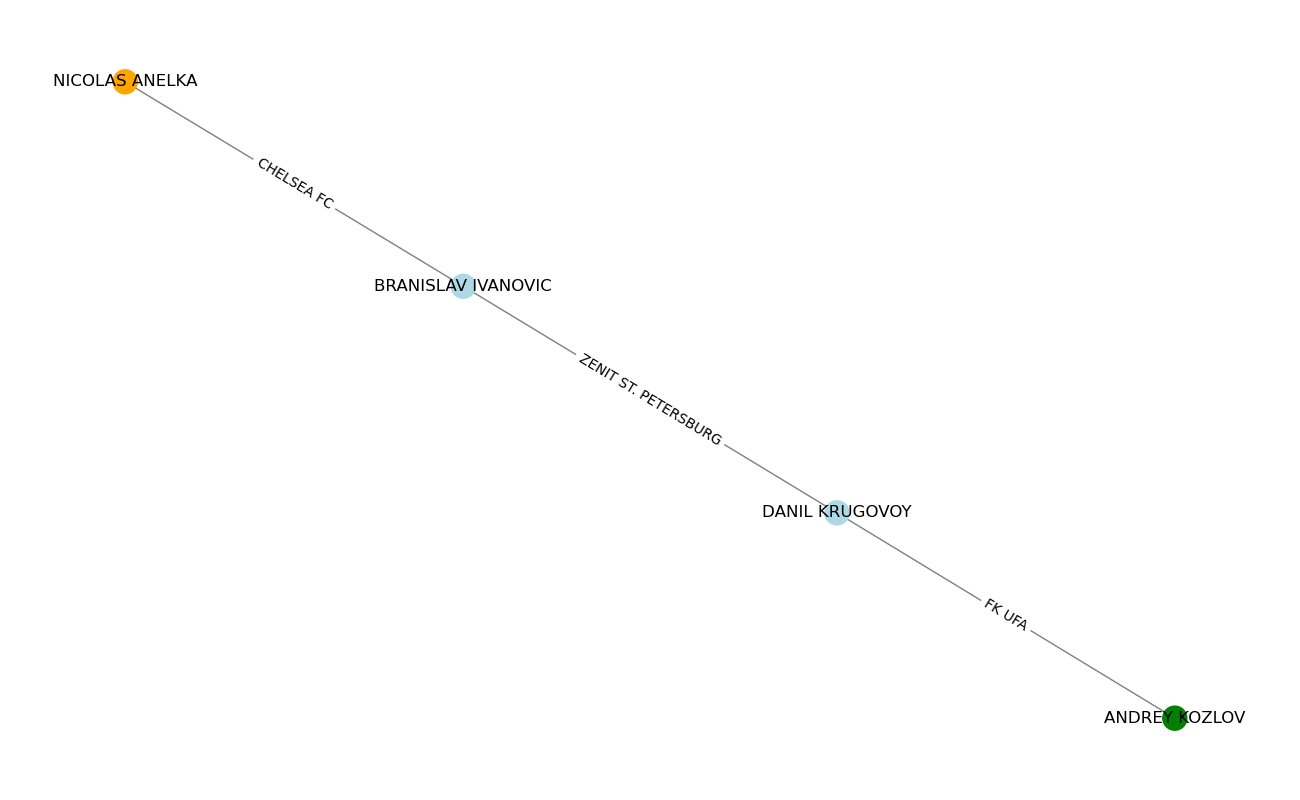 NICOLAS ANELKA
CHELSEA FC
BRANISLAV IVANOVIC
ZENIT ST. PETERSBURG
DANIL KRUGOVOY
FK UFA
ANDREY KOZLOV